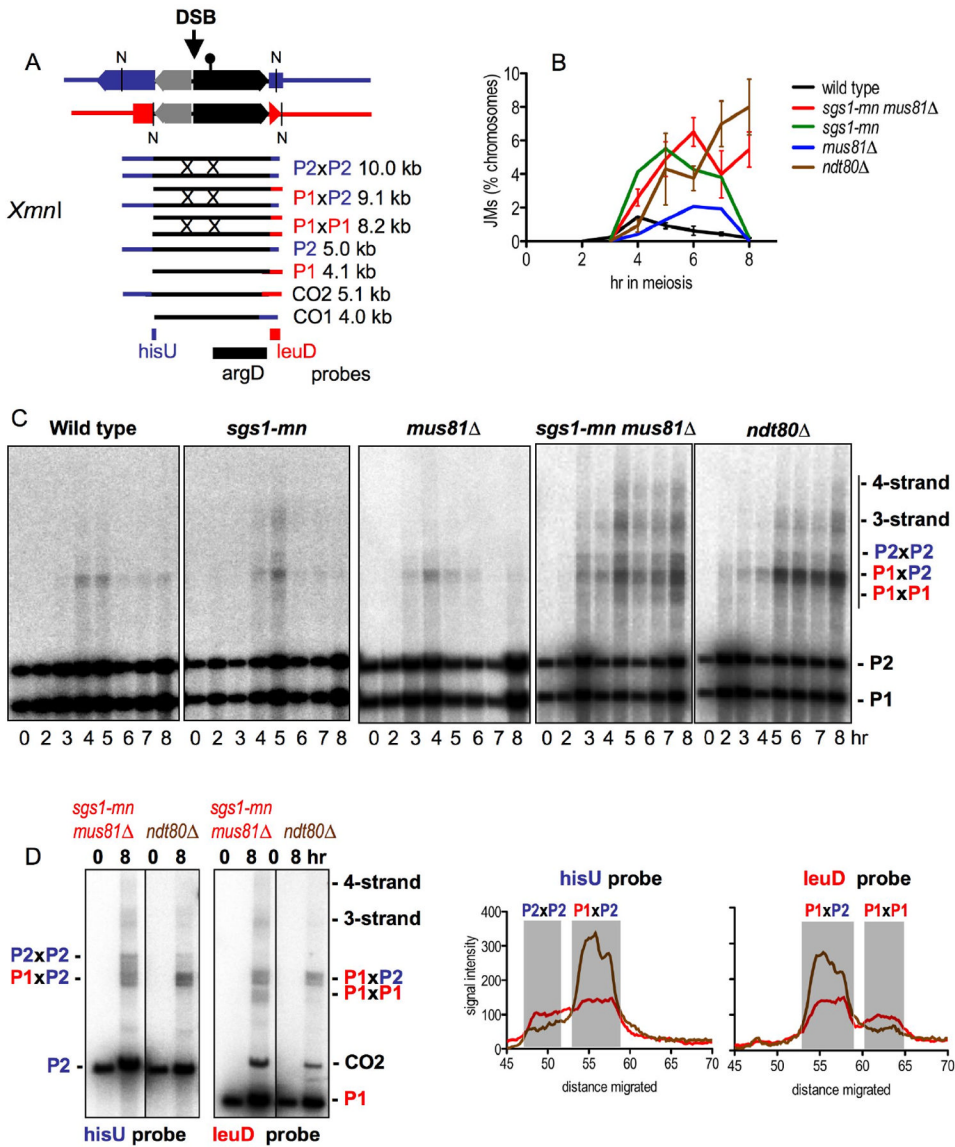 A
DSB
N
N
N
N
XmnI
P2xP2 10.0 kb
P1xP2 9.1 kb
P1xP1 8.2 kb
P2 5.0 kb
P1 4.1 kb
CO2 5.1 kb
CO1 4.0 kb
hisU
leuD
argD
probes
B
JMs (% chromosomes)
10
8
6
4
2
0
0 2 4 6 8
hr in meiosis
wild type
sgs1-mn mus81Δ
sgs1-mn
mus81Δ
ndt80Δ
C
Wild type
sgs1-mn
mus81Δ
sgs1-mn mus81Δ
ndt80Δ
- 4-strand
- 3-strand
- P2xP2
- P1xP2
- P1xP1
- P2
- P1
0 2 3 4 5 6 7 8
0 2 3 4 5 6 7 8
0 2 3 4 5 6 7 8
0 2 3 4 5 6 7 8
0 2 3 4 5 6 7 8 hr
D
sgs1-mn
mus81Δ
ndt80Δ
0 8 0 8
sgs1-mn
mus81Δ
ndt80Δ
0 8 0 8 hr
P2xP2 -
P1xP2 -
P2 -
- 4-strand
- 3-strand
- P1xP2
- P1xP1
- CO2
- P1
hisU probe
leuD probe
hisU probe
P2xP2 P1xP2
signal intensity
400
300
200
100
0
45 50 55 60 65 70
distance migrated
leuD probe
P1xP2 P1xP1
45 50 55 60 65 70
distance migrated